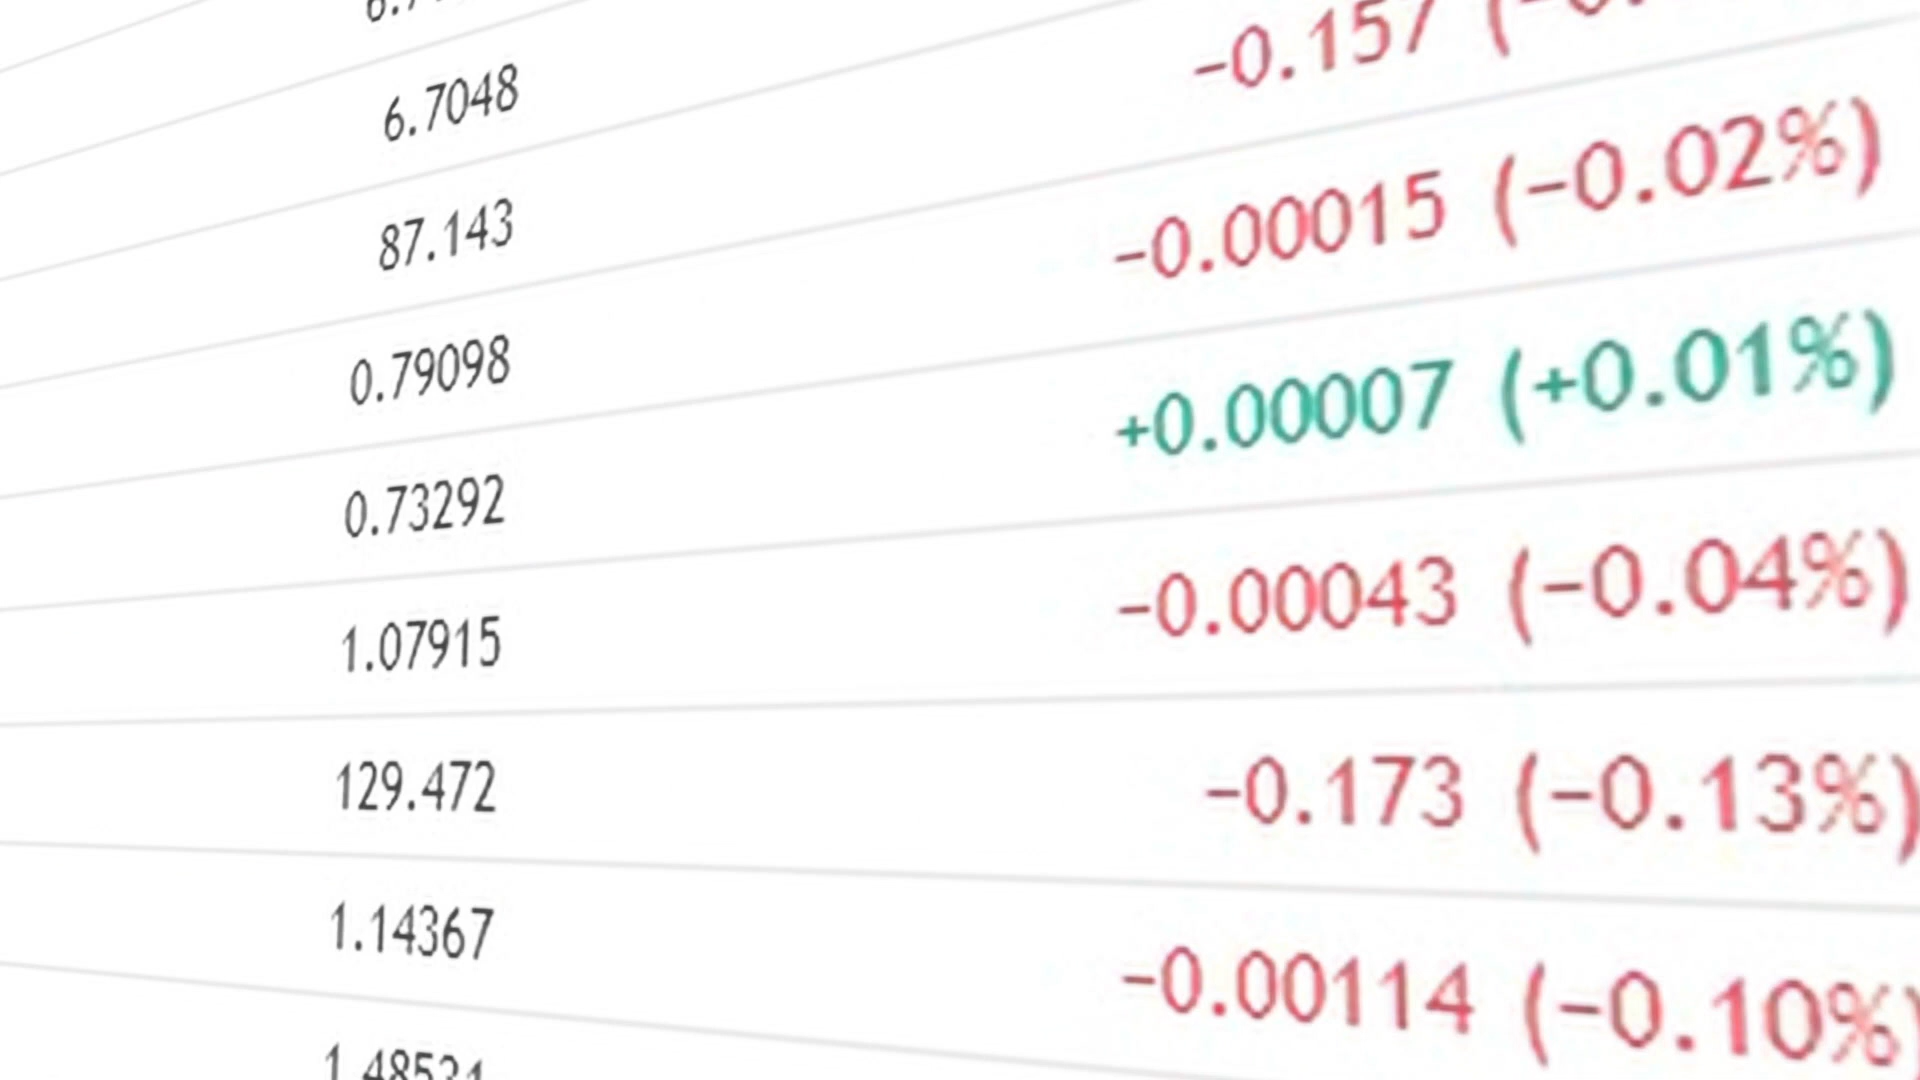 6.7048
87.143 -0.157
0.79098 -0.00015 (-0.02%)
0.73292 +0.00007 (+0.01%)
1.07915 -0.00043 (-0.04%)
129.472 -0.173 (-0.13%)
1.14367 -0.00114 (-0.10%)